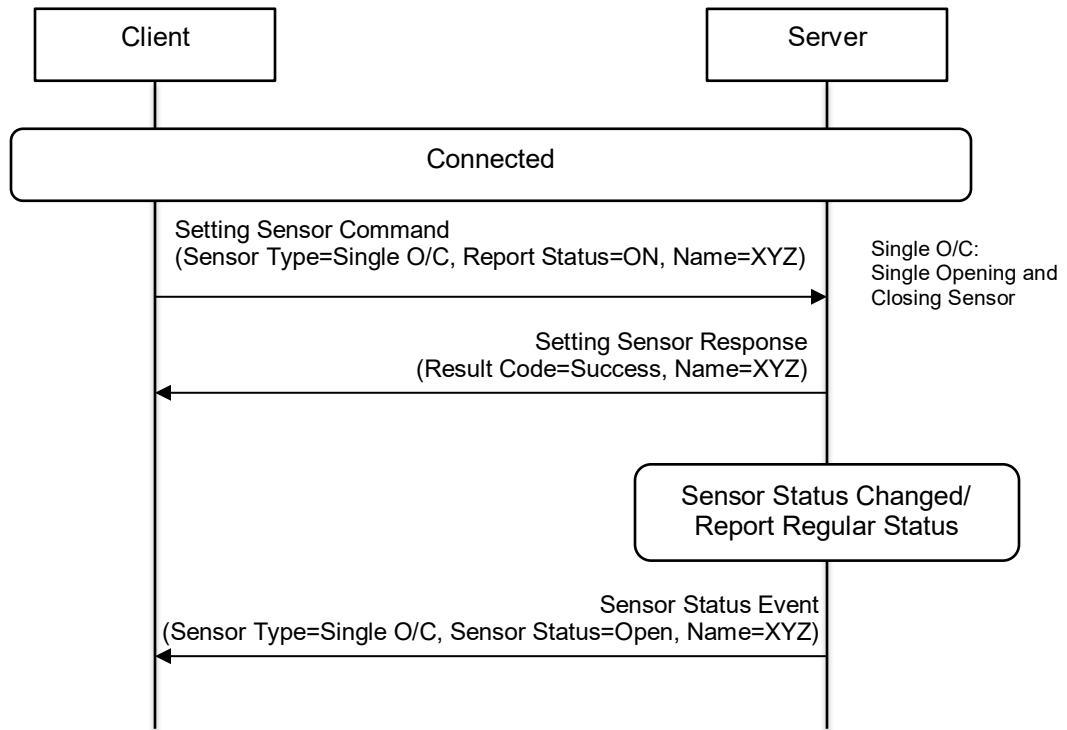 Client
Server
Connected
Setting Sensor Command
(Sensor Type=Single O/C, Report Status=ON, Name=XYZ)
Single O/C:
Single Opening and
Closing Sensor
Setting Sensor Response
(Result Code=Success, Name=XYZ)
Sensor Status Changed/
Report Regular Status
Sensor Status Event
(Sensor Type=Single O/C, Sensor Status=Open, Name=XYZ)